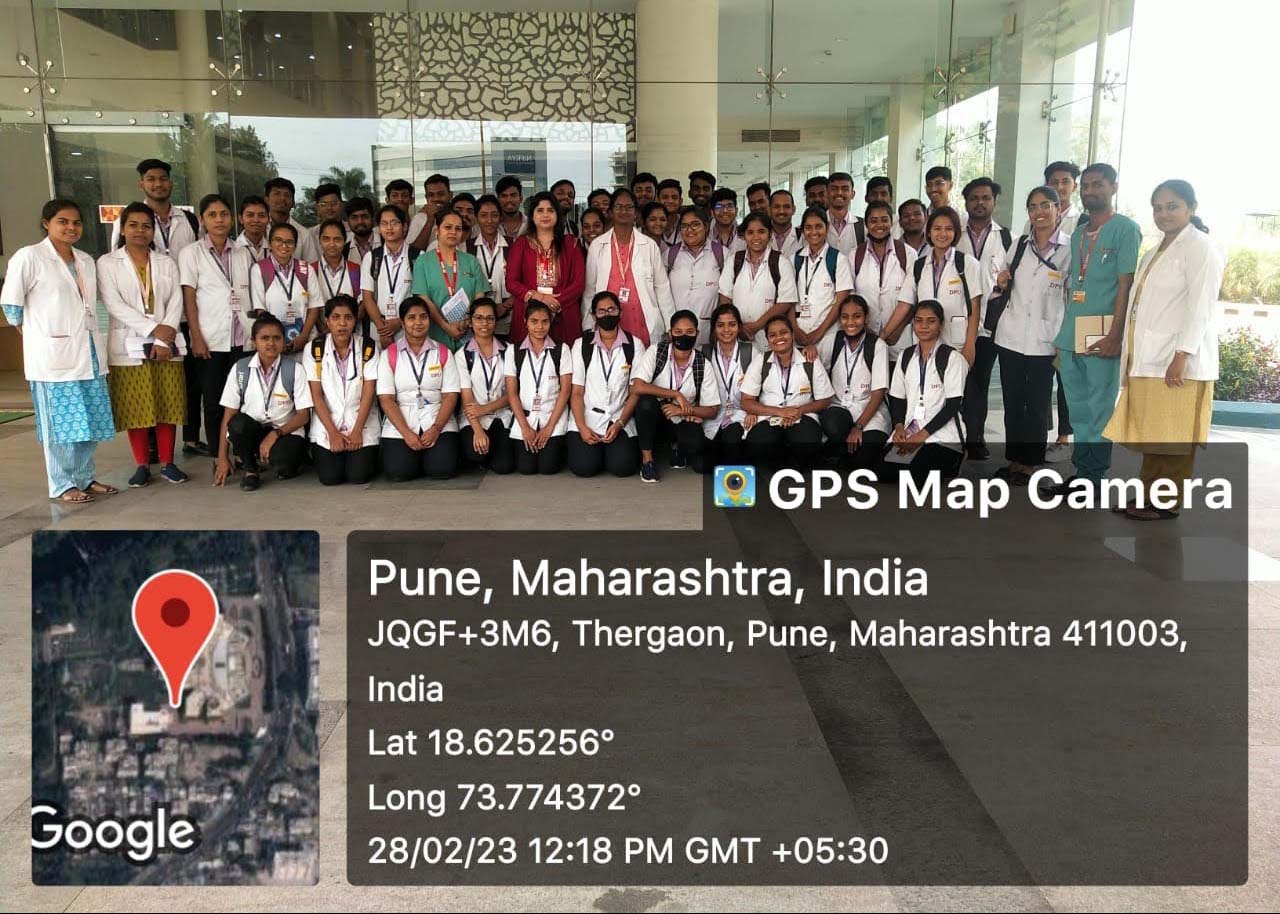 DPU
GPS Map Camera
Pune, Maharashtra, India
JQGF+3M6, Thergaon, Pune, Maharashtra 411003,
India
Lat 18.625256°
Long 73.774372°
28/02/23 12:18 PM GMT +05:30
Google